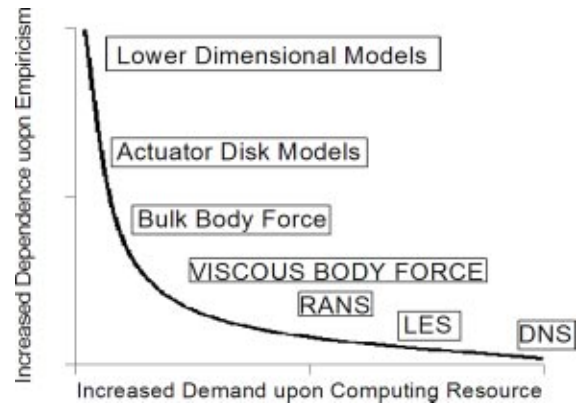 Increased Dependence uopn Empiricism
Lower Dimensional Models
Actuator Disk Models
Bulk Body Force
VISCOUS BODY FORCE
RANS
LES
DNS
Increased Demand upon Computing Resource